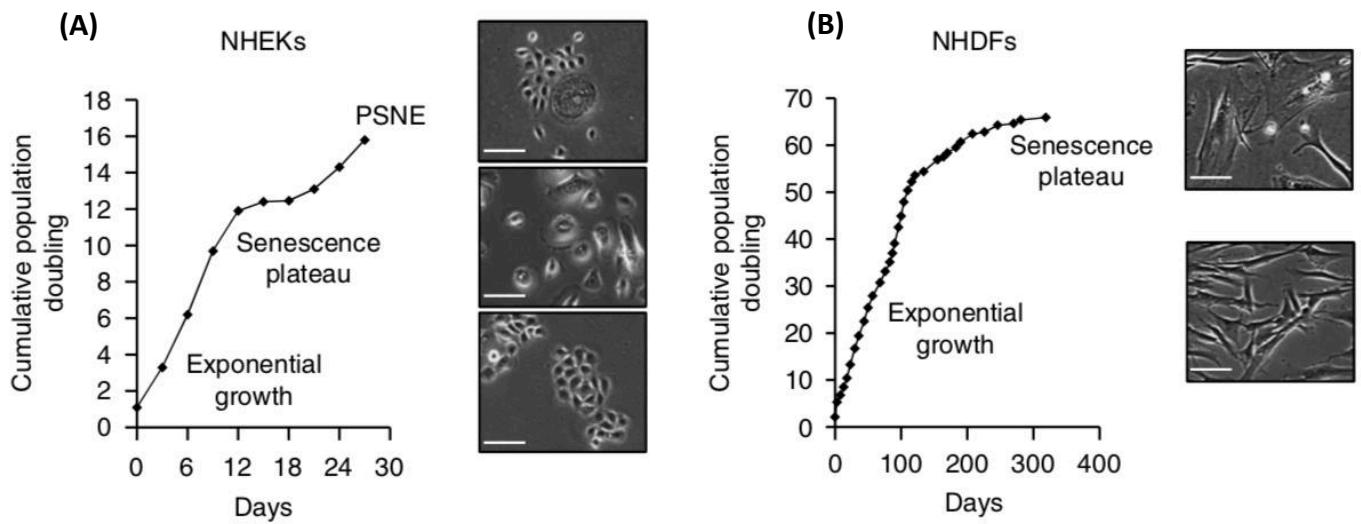 (A)
NHEKs
Cumulative population
doubling
18
16
14
12
10
8
6
4
2
0
PSNE
Senescence
plateau
Exponential
growth
0 6 12 18 24 30
Days
(B)
NHDFs
Cumulative population
doubling
70
60
50
40
30
20
10
0
Senescence
plateau
Exponential
growth
0 100 200 300 400
Days